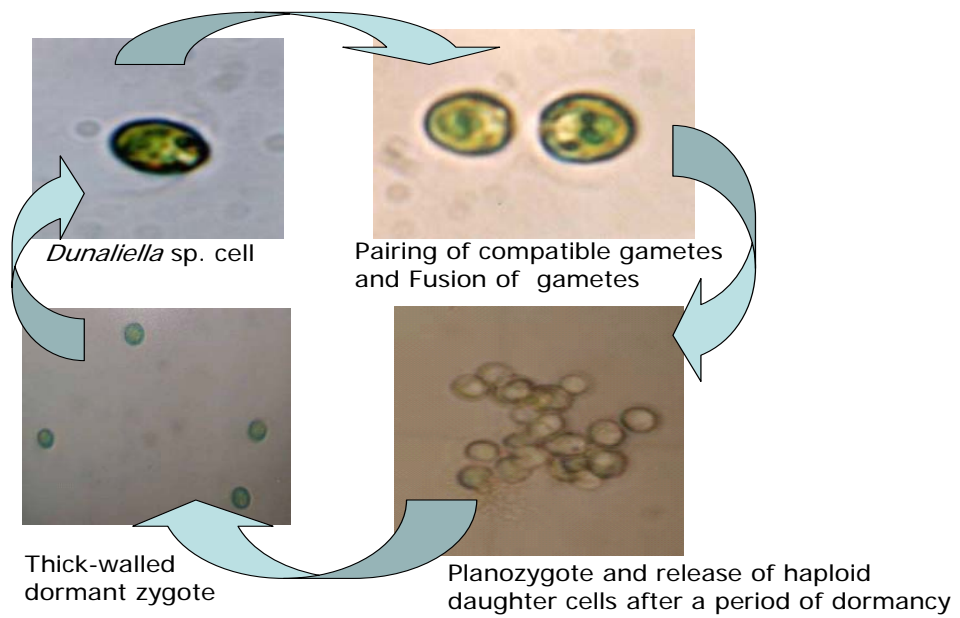 Dunaliella sp. cell
Pairing of compatible gametes
and Fusion of gametes
Thick-walled
dormant zygote
Planozygote and release of haploid
daughter cells after a period of dormancy